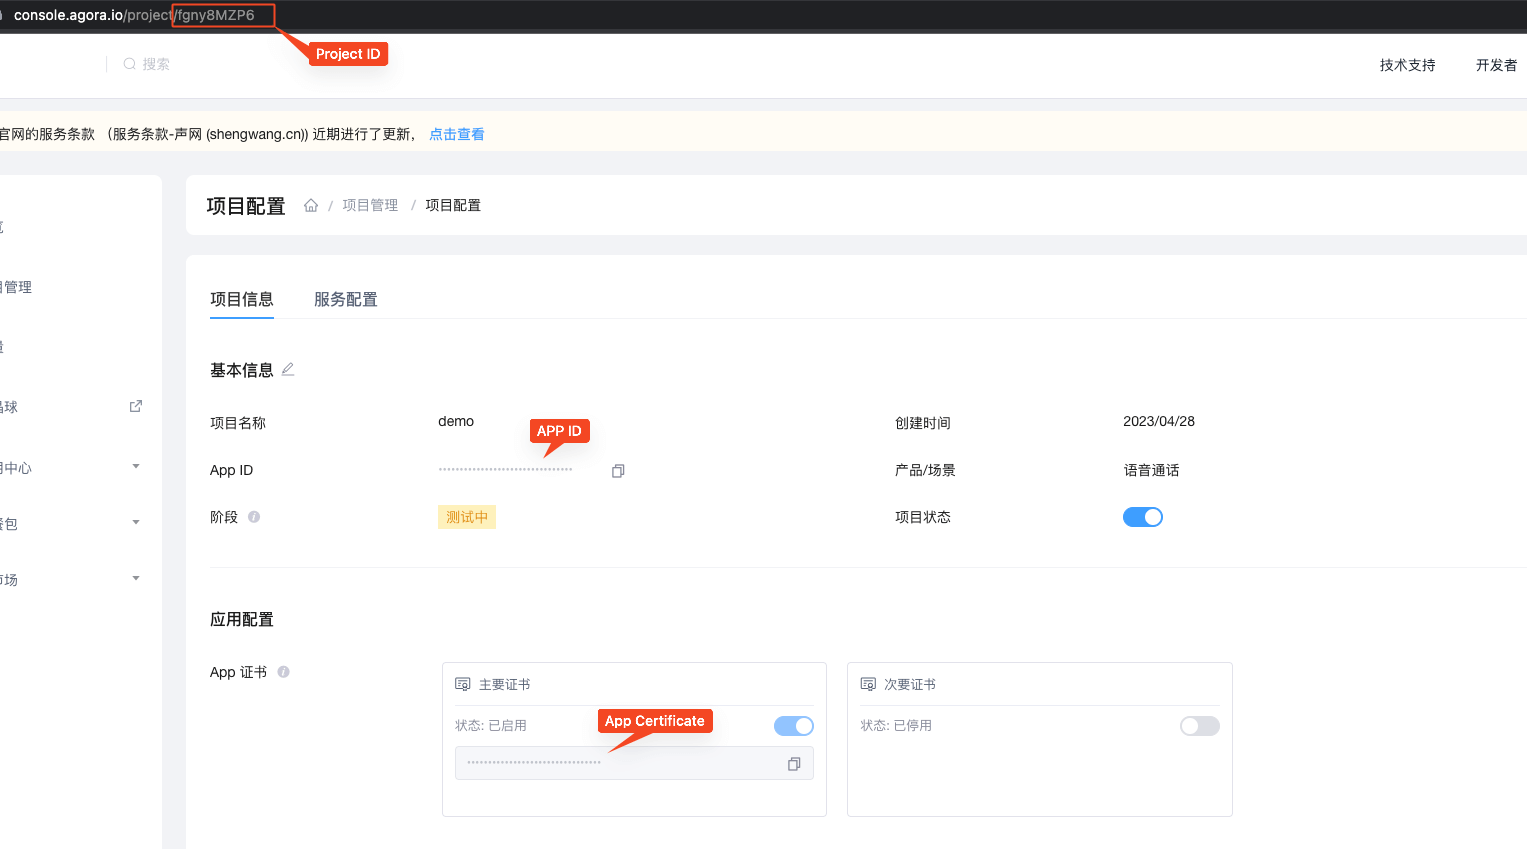 console.agora.io/project/fgny8MZP6
Project ID
搜索
技术支持
开发者
官网的服务条款 （服务条款-声网 (shengwang.cn)) 近期进行了更新， 点击查看
项目配置 / 项目管理 / 项目配置
管理
球
中心
包
场
项目信息 服务配置
基本信息
项目名称 demo 创建时间 2023/04/28
APP ID
App ID 产品/场景 语音通话
阶段 测试中 项目状态
应用配置
App 证书
主要证书
状态: 已启用
App Certificate
次要证书
状态: 已停用